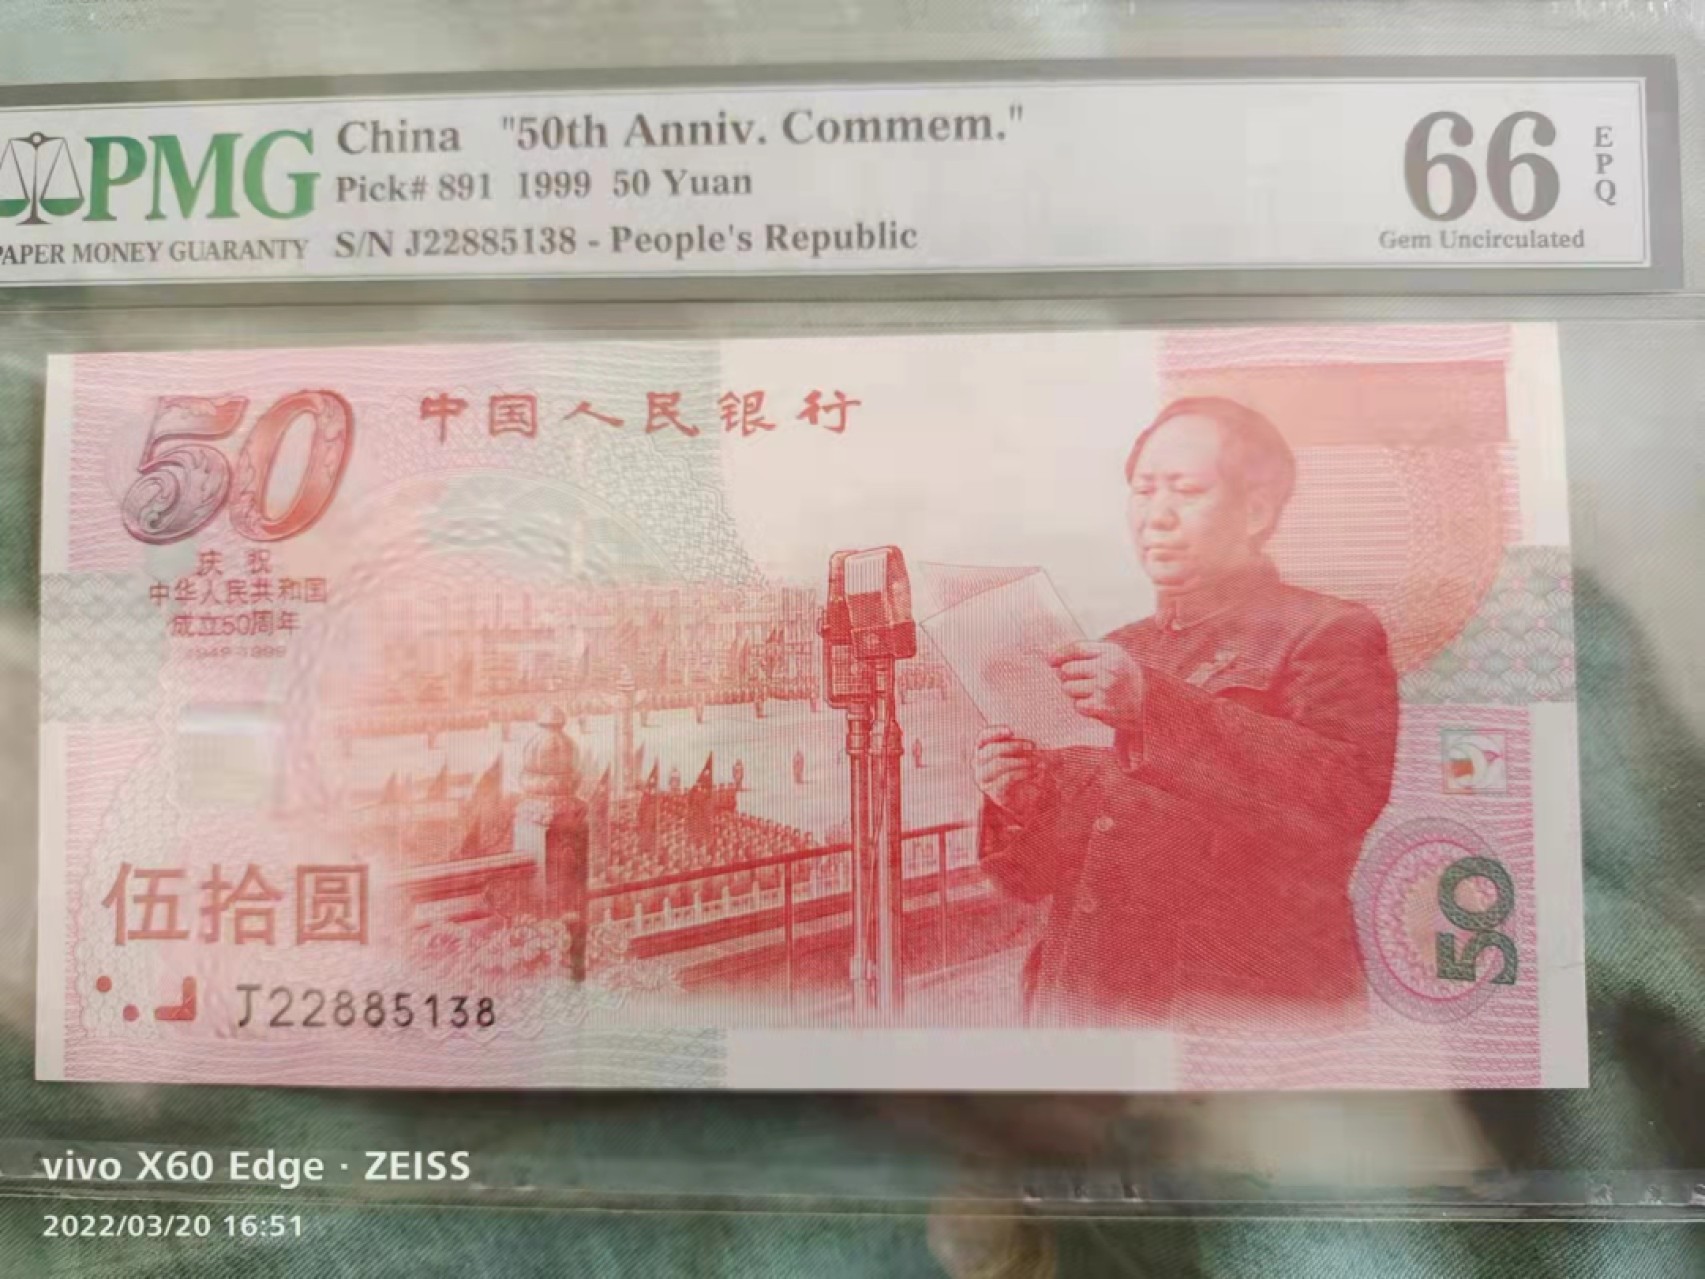 PMG
PAPER MONEY GUARANTY
China "50th Anniv. Commem."
Pick# 891 1999 50 Yuan
S/N J22885138 - People's Republic
66
EPQ
Gem Uncirculated
50
中国人民银行
庆祝
中华人民共和国
成立50周年
1949-1999
伍拾圆
J22885138
50
vivo X60 Edge · ZEISS
2022/03/20 16:51